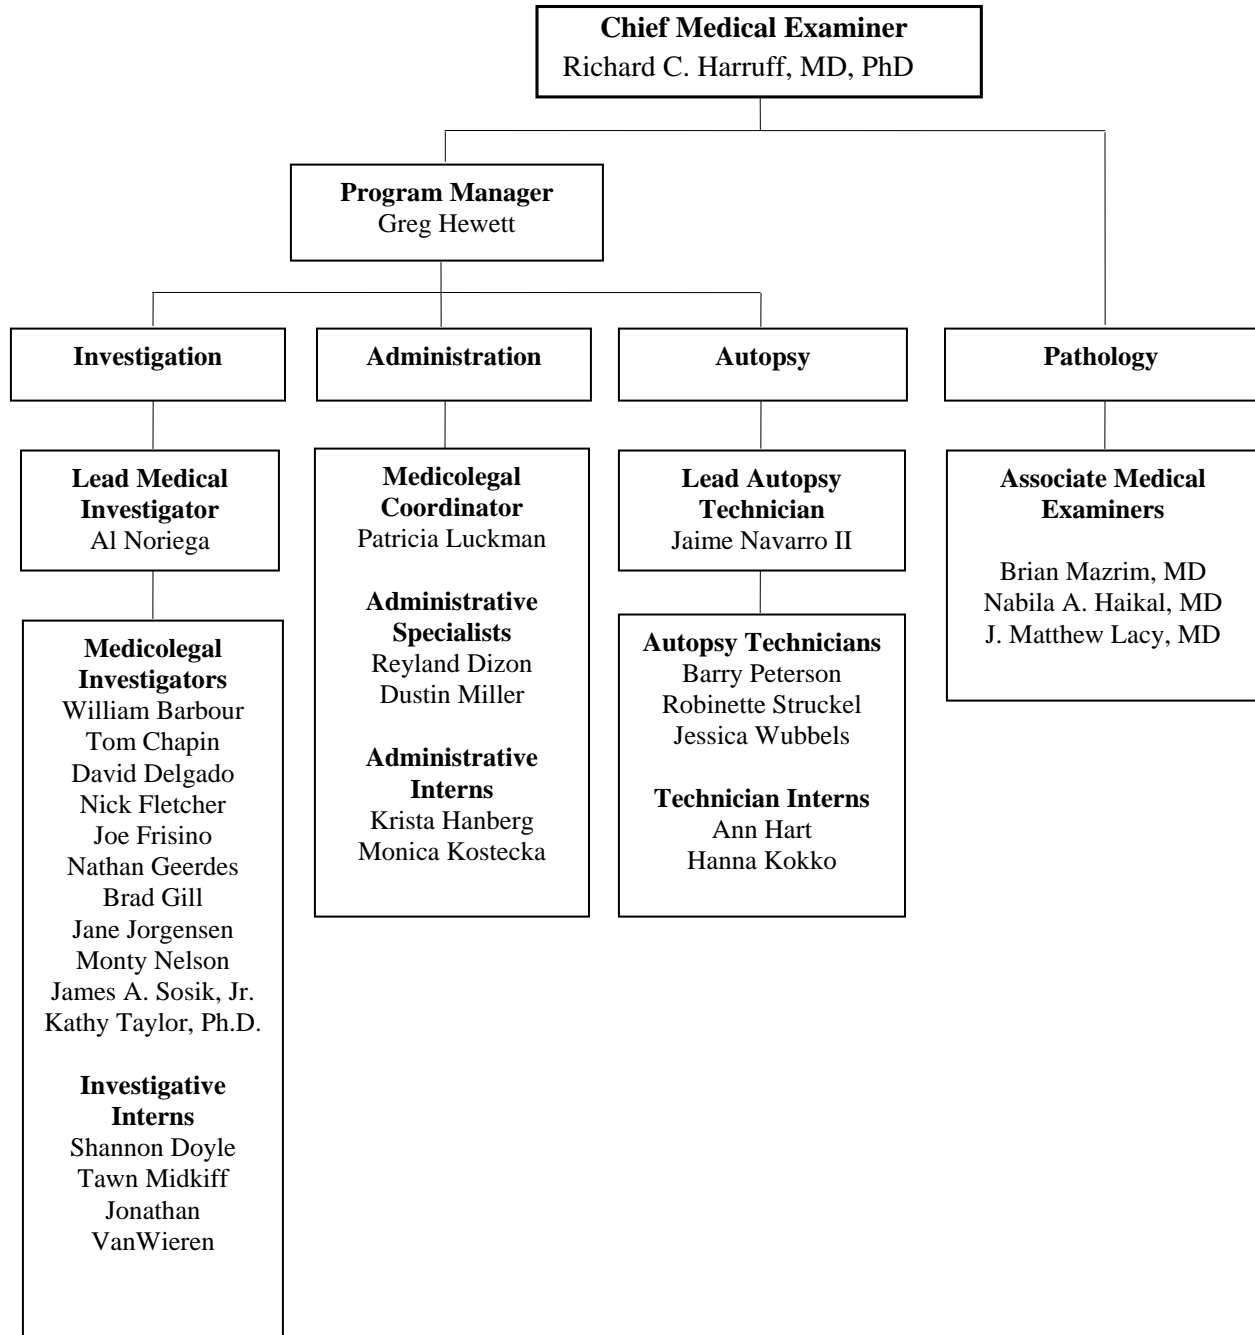 Chief Medical Examiner
Richard C. Harruff, MD, PhD
Program Manager
Greg Hewett
Investigation
Administration
Autopsy
Pathology
Lead Medical
Investigator
Al Noriega
Medicolegal
Investigators
William Barbour
Tom Chapin
David Delgado
Nick Fletcher
Joe Frisino
Nathan Geerdes
Brad Gill
Jane Jorgensen
Monty Nelson
James A. Sosik, Jr.
Kathy Taylor, Ph.D.
Investigative
Interns
Shannon Doyle
Tawn Midkiff
Jonathan
VanWieren
Medicolegal
Coordinator
Patricia Luckman
Administrative
Specialists
Reyland Dizon
Dustin Miller
Administrative
Interns
Krista Hanberg
Monica Kostecka
Lead Autopsy
Technician
Jaime Navarro II
Autopsy Technicians
Barry Peterson
Robinette Struckel
Jessica Wubbels
Technician Interns
Ann Hart
Hanna Kokko
Associate Medical
Examiners
Brian Mazrim, MD
Nabila A. Haikal, MD
J. Matthew Lacy, MD